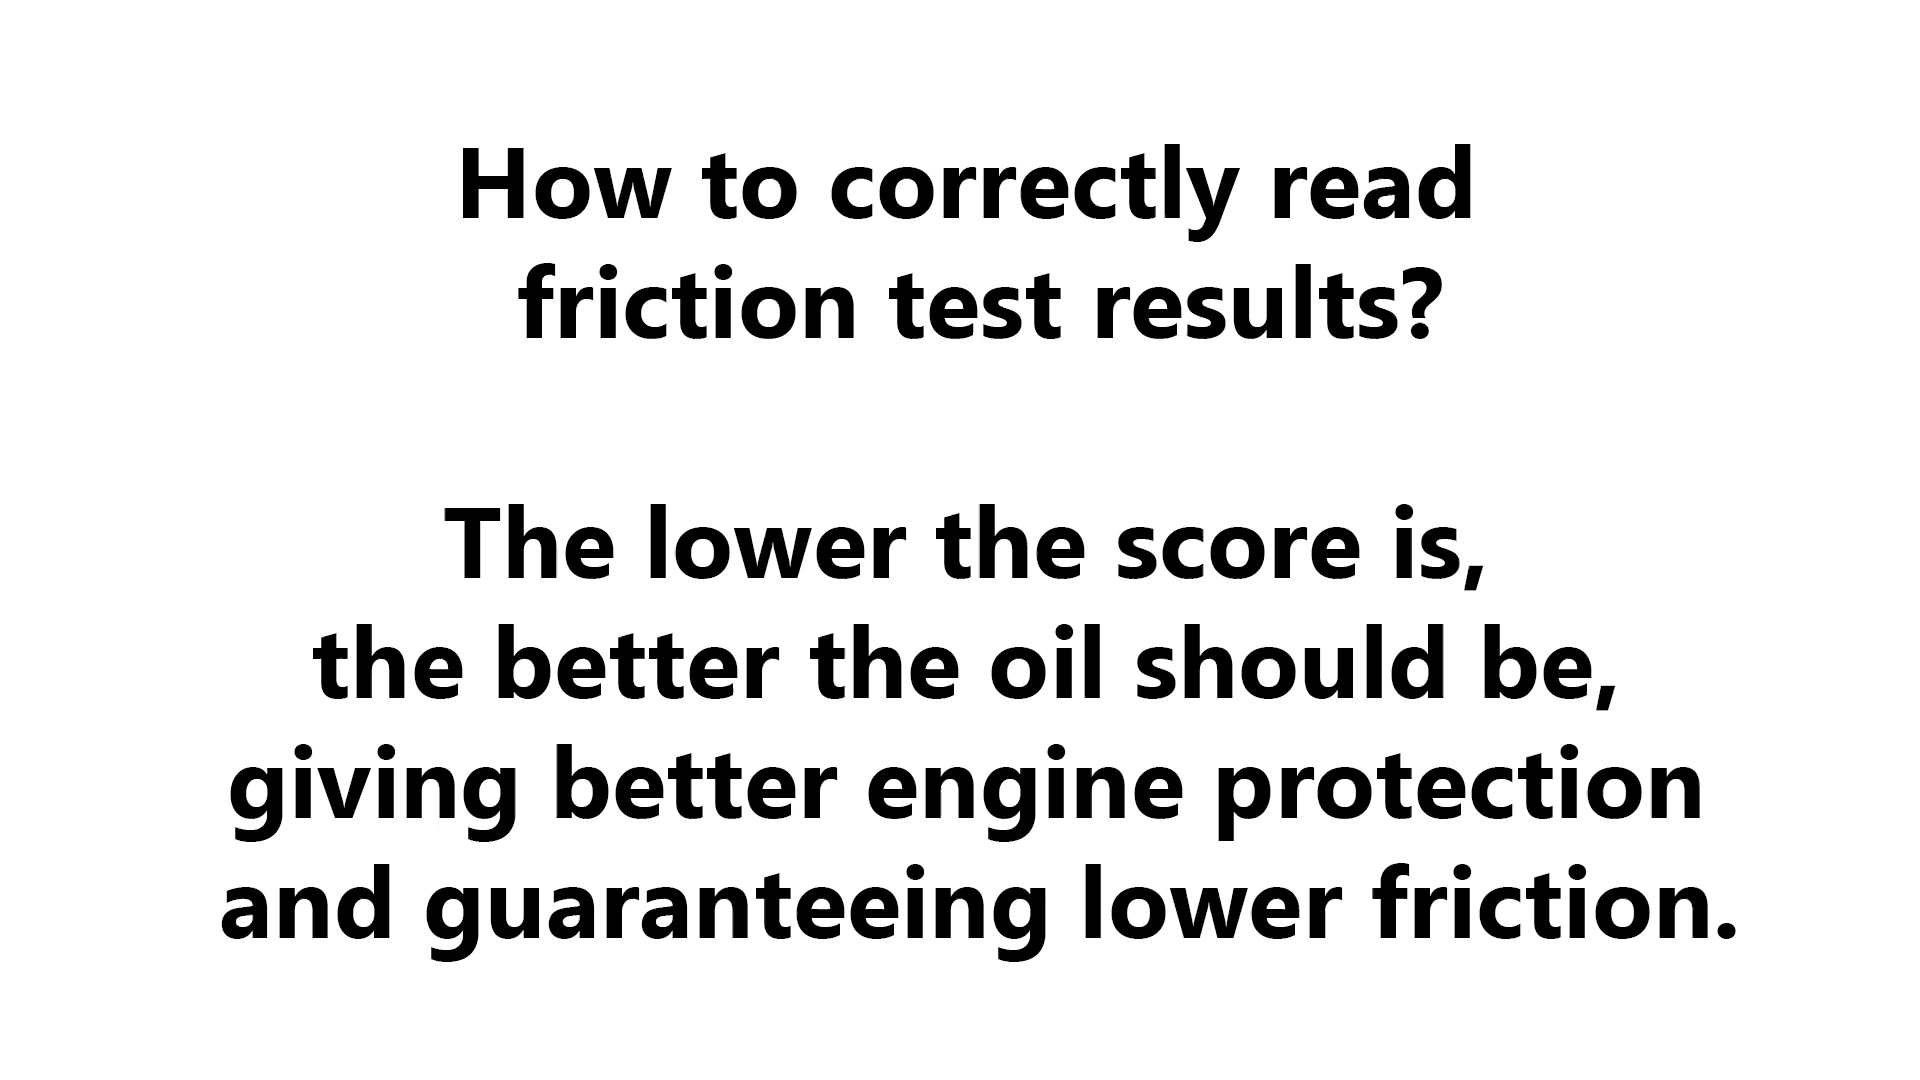 How to correctly read
friction test results?
The lower the score is,
the better the oil should be,
giving better engine protection
and guaranteeing lower friction.